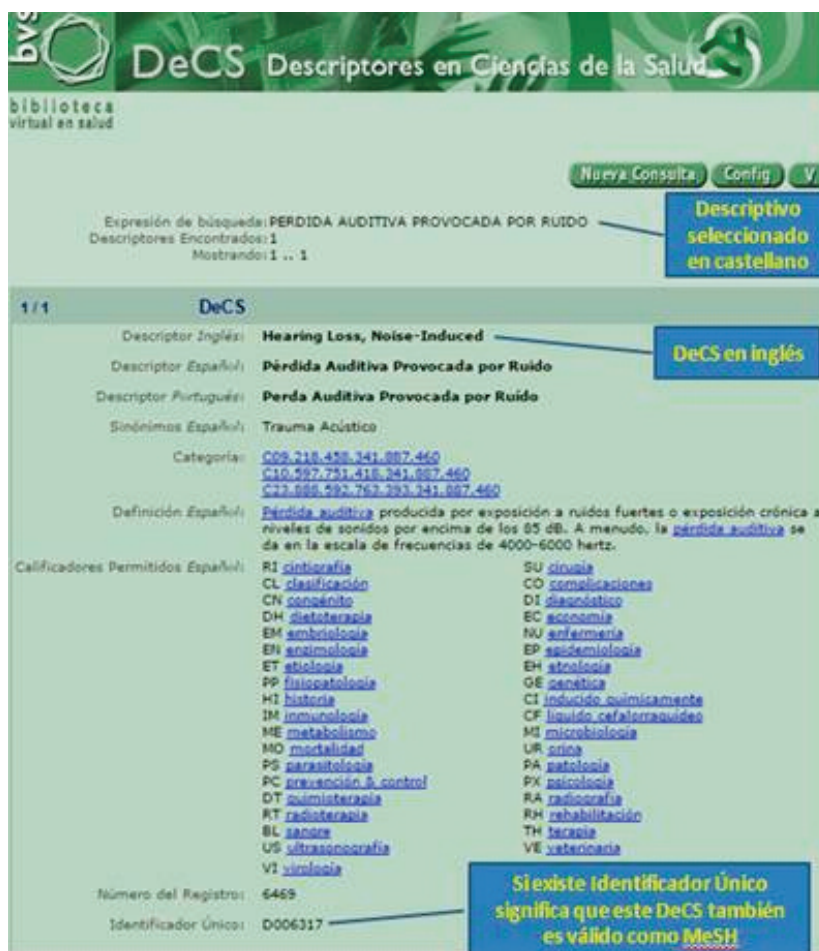 bvs
DeCS Descriptores en Ciencias de la Salud
biblioteca
virtual en salud
Nueva Consulta Config V
Expresión de búsqueda: PERDIDA AUDITIVA PROVOCADA POR RUIDO
Descriptores Encontrados: 1
Mostrando: 1 .. 1
Descriptivo
seleccionado
en castellano
1 / 1 DeCS
Descriptor Inglés: Hearing Loss, Noise-Induced
DeCS en inglés
Descriptor Español: Pérdida Auditiva Provocada por Ruido
Descriptor Portugués: Perda Auditiva Provocada por Ruído
Sinónimos Español: Trauma Acústico
Categoría: C09.218.458.341.887.460
C10.597.751.418.341.887.460
C23.888.592.763.393.341.887.460
Definición Español: Pérdida auditiva producida por exposición a ruidos fuertes o exposición crónica a
niveles de sonidos por encima de los 85 dB. A menudo, la pérdida auditiva se
da en la escala de frecuencias de 4000-6000 hertz.
Calificadores Permitidos Español: RI cintigrafía SU cirugía
CL clasificación CO complicaciones
CN congénito DI diagnóstico
DH dietoterapia EC economía
EM embriología NU enfermería
EN enzimología EP epidemiología
ET etiología EH etnología
PP fisiopatología GE genética
HI historia CI inducido químicamente
IM inmunología CF líquido cefalorraquídeo
ME metabolismo MI microbiología
MO mortalidad UR orina
PS parasitología PA patología
PC prevención & control PX psicología
DT quimioterapia RA radiografía
RT radioterapia RH rehabilitación
BL sangre TH terapia
US ultrasonografía VE veterinaria
VI virología
Número del Registro: 6469
Identificador Único: D006317
Si existe Identificador Único
significa que este DeCS también
es válido como MeSH